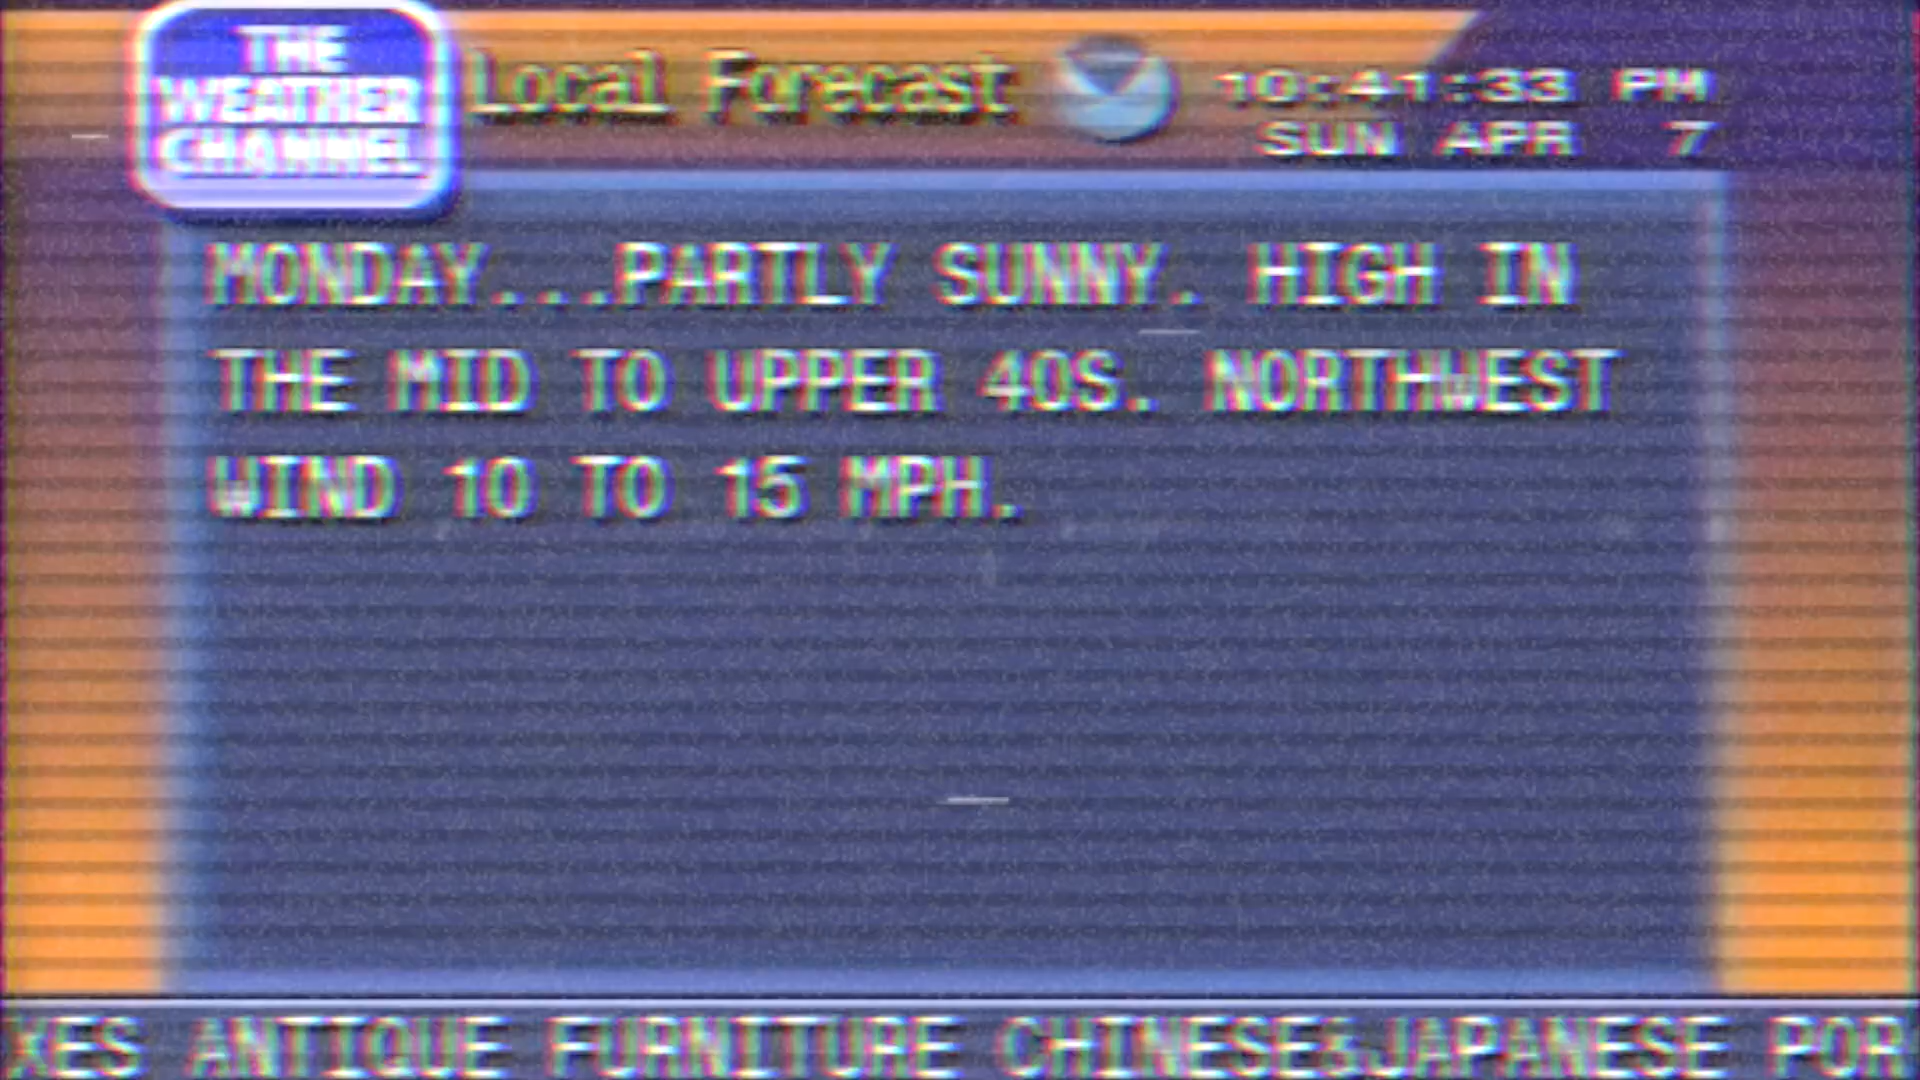 THE
WEATHER
CHANNEL
Local Forecast
10:41:33 PM
SUN APR 7
MONDAY...PARTLY SUNNY. HIGH IN
THE MID TO UPPER 40S. NORTHWEST
WIND 10 TO 15 MPH.
XES ANTIQUE FURNITURE CHINESE&JAPANESE POR